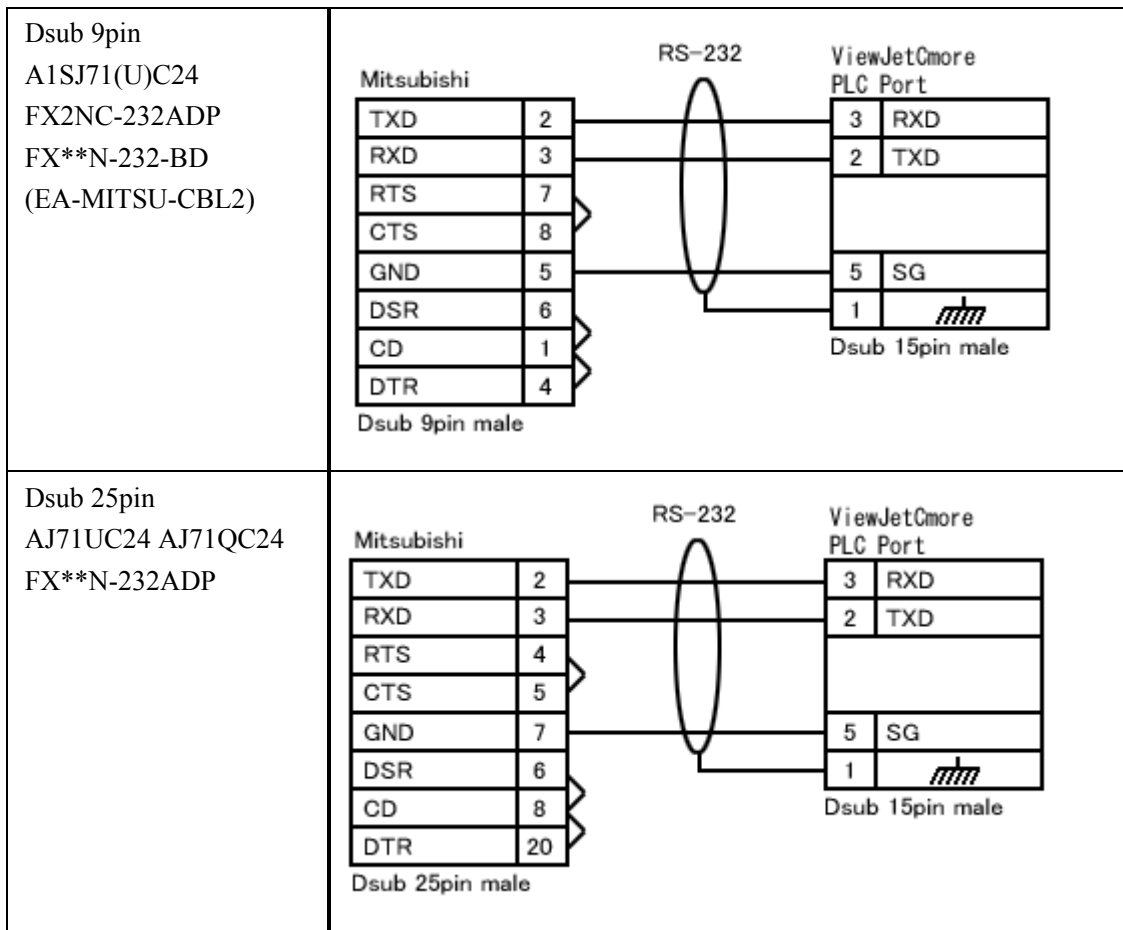 Dsub 9pin
A1SJ71(U)C24
FX2NC-232ADP
FX**N-232-BD
(EA-MITSU-CBL2)
RS-232
ViewJetCmore
Mitsubishi
PLC Port
TXD 2 3 RXD
RXD 3 2 TXD
RTS 7
CTS 8
GND 5 5 SG
DSR 6 1
CD 1
Dsub 15pin male
DTR 4
Dsub 9pin male
Dsub 25pin
AJ71UC24 AJ71QC24
FX**N-232ADP
RS-232
ViewJetCmore
Mitsubishi
PLC Port
TXD 2 3 RXD
RXD 3 2 TXD
RTS 4
CTS 5
GND 7 5 SG
DSR 6 1
CD 8
Dsub 15pin male
DTR 20
Dsub 25pin male